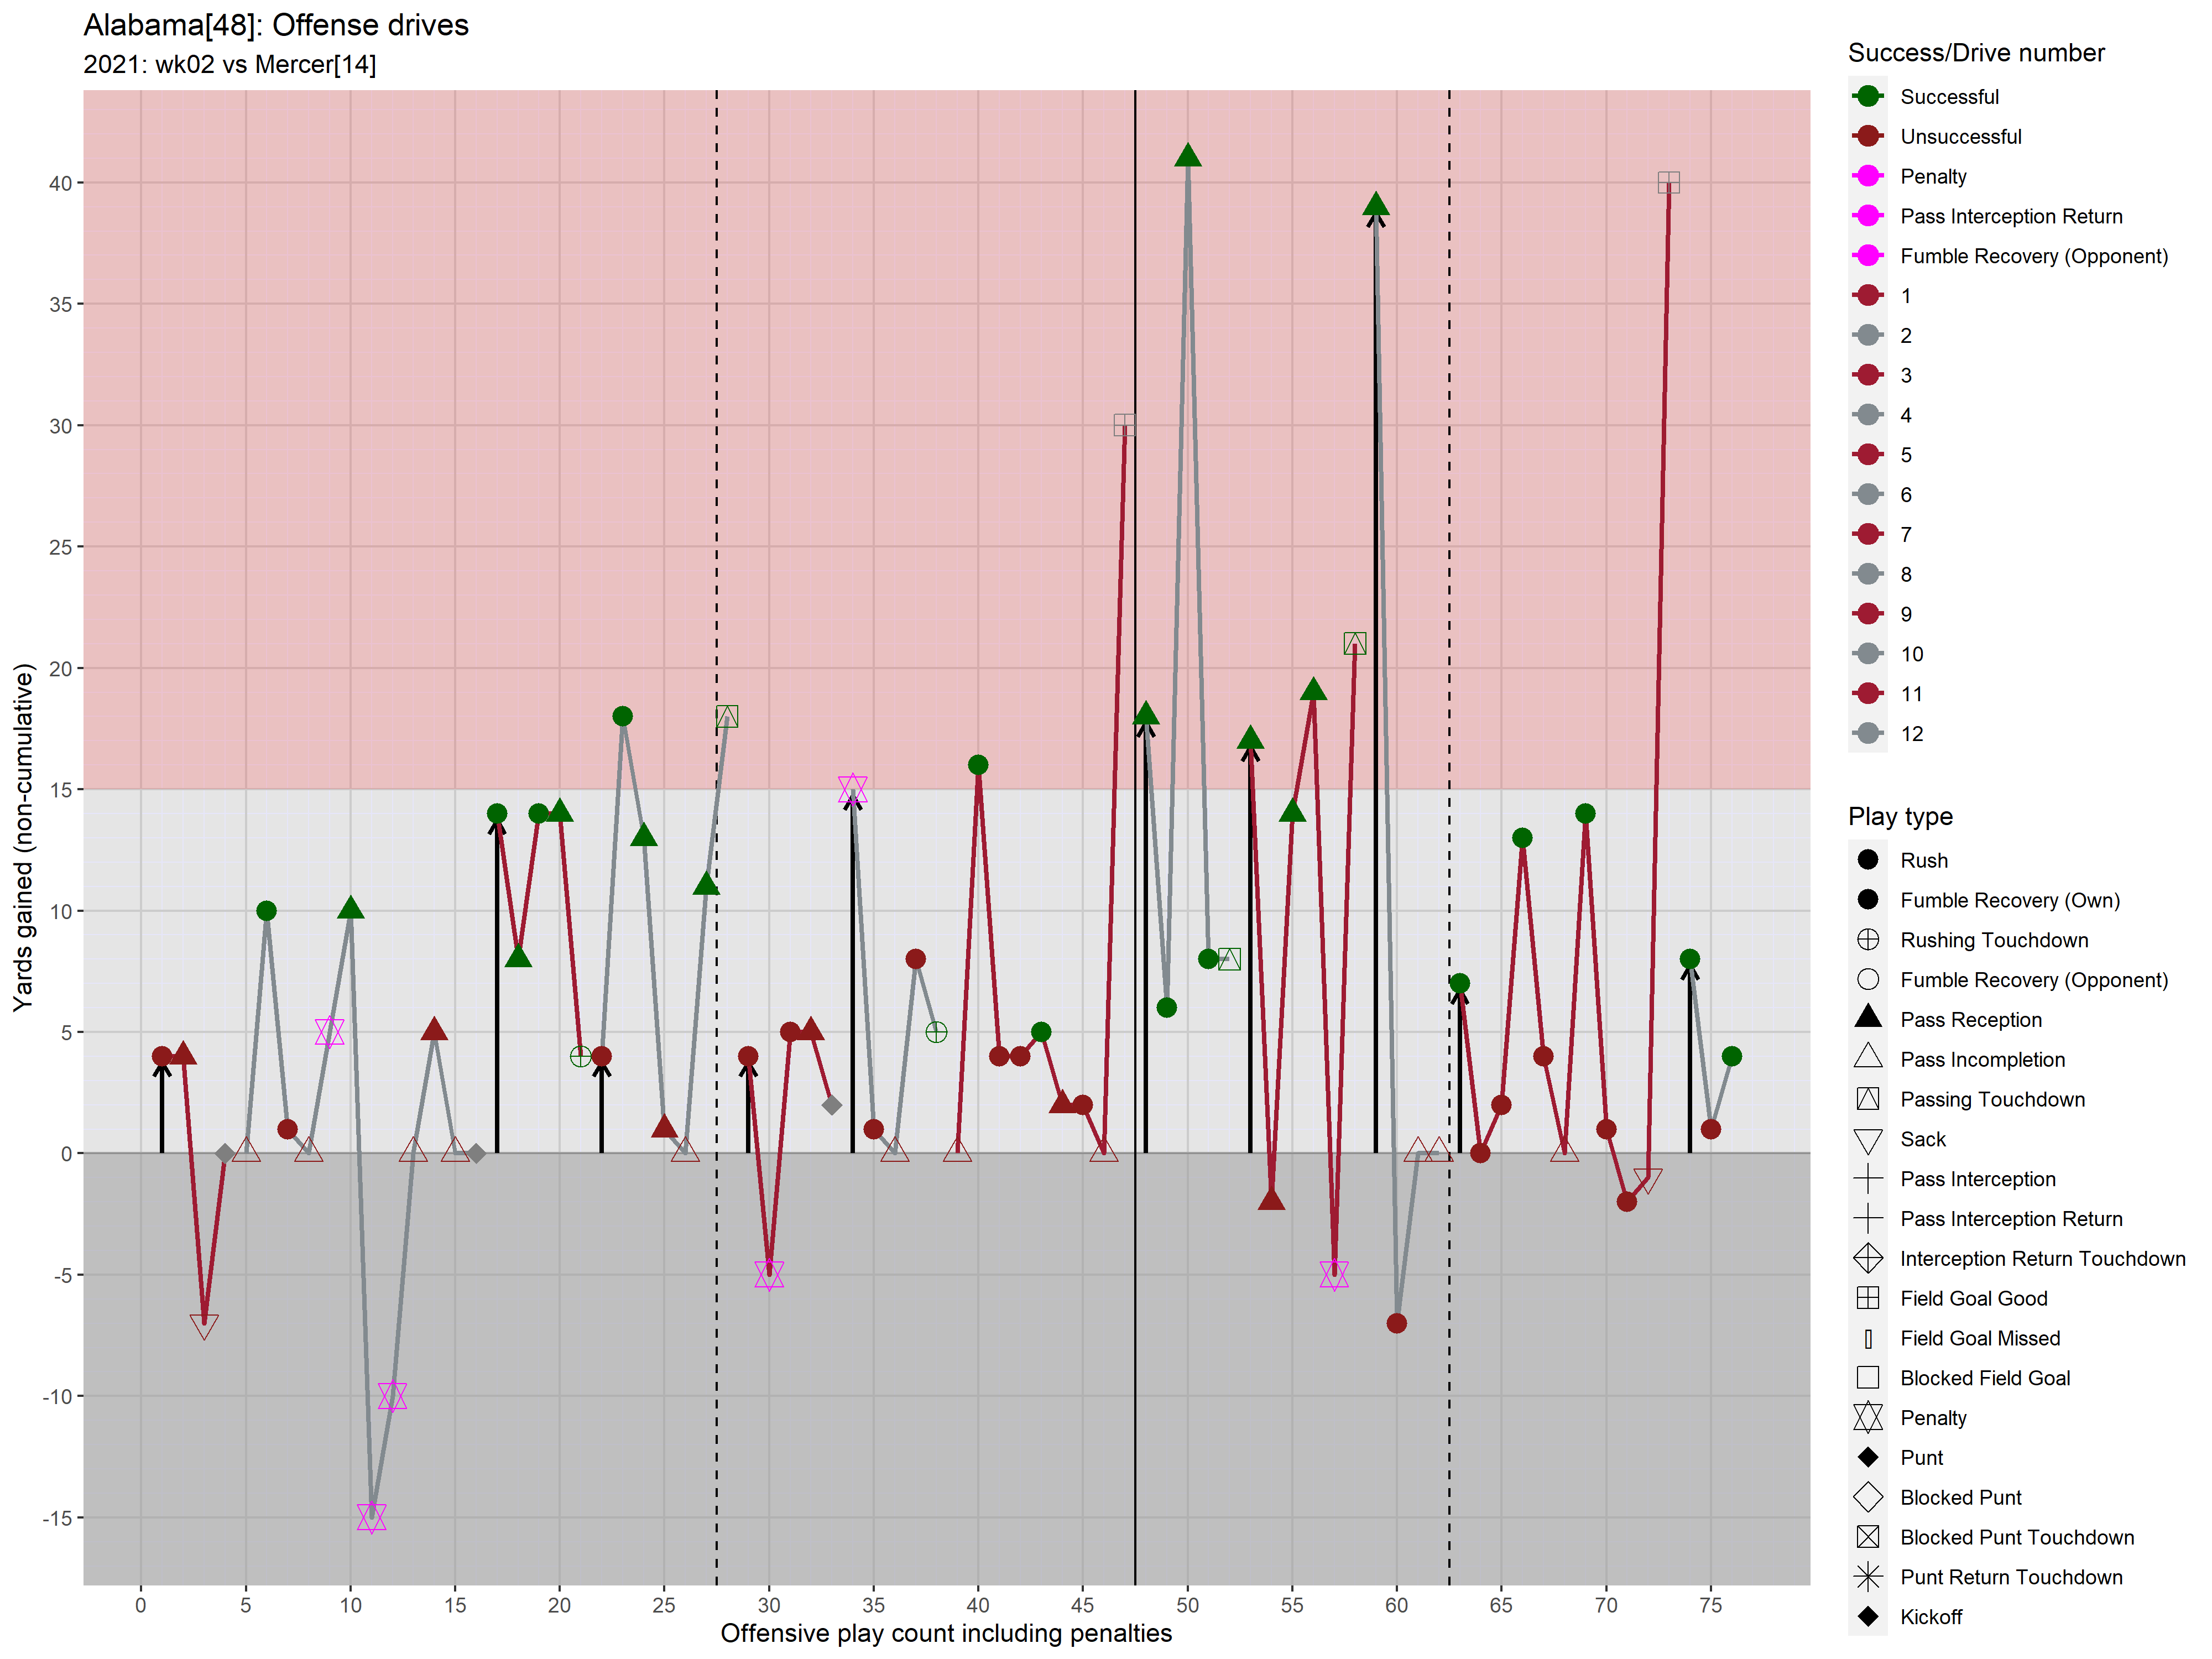 Alabama[48]: Offense drives
2021: wk02 vs Mercer[14]
Yards gained (non-cumulative)
40
35
30
25
20
15
10
5
0
-5
-10
-15
0 5 10 15 20 25 30 35 40 45 50 55 60 65 70 75
Offensive play count including penalties
Success/Drive number
Successful
Unsuccessful
Penalty
Pass Interception Return
Fumble Recovery (Opponent)
1
2
3
4
5
6
7
8
9
10
11
12
Play type
Rush
Fumble Recovery (Own)
Rushing Touchdown
Fumble Recovery (Opponent)
Pass Reception
Pass Incompletion
Passing Touchdown
Sack
Pass Interception
Pass Interception Return
Interception Return Touchdown
Field Goal Good
Field Goal Missed
Blocked Field Goal
Penalty
Punt
Blocked Punt
Blocked Punt Touchdown
Punt Return Touchdown
Kickoff